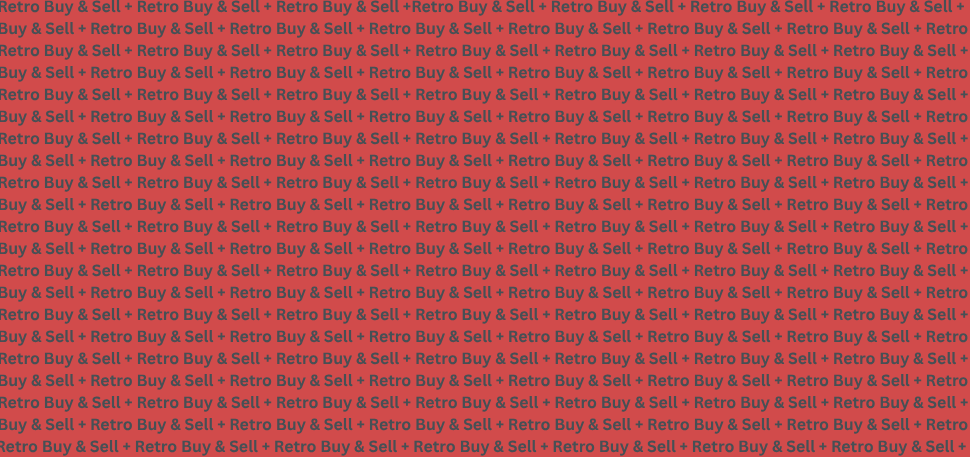 Retro Buy & Sell + Retro Buy & Sell + Retro Buy & Sell +Retro Buy & Sell + Retro Buy & Sell + Retro Buy & Sell + Retro Buy & Sell +
Buy & Sell + Retro Buy & Sell + Retro Buy & Sell + Retro Buy & Sell + Retro Buy & Sell + Retro Buy & Sell + Retro Buy & Sell + Retro
Retro Buy & Sell + Retro Buy & Sell + Retro Buy & Sell + Retro Buy & Sell + Retro Buy & Sell + Retro Buy & Sell + Retro Buy & Sell +
Buy & Sell + Retro Buy & Sell + Retro Buy & Sell + Retro Buy & Sell + Retro Buy & Sell + Retro Buy & Sell + Retro Buy & Sell + Retro
Retro Buy & Sell + Retro Buy & Sell + Retro Buy & Sell + Retro Buy & Sell + Retro Buy & Sell + Retro Buy & Sell + Retro Buy & Sell +
Buy & Sell + Retro Buy & Sell + Retro Buy & Sell + Retro Buy & Sell + Retro Buy & Sell + Retro Buy & Sell + Retro Buy & Sell + Retro
Retro Buy & Sell + Retro Buy & Sell + Retro Buy & Sell + Retro Buy & Sell + Retro Buy & Sell + Retro Buy & Sell + Retro Buy & Sell +
Buy & Sell + Retro Buy & Sell + Retro Buy & Sell + Retro Buy & Sell + Retro Buy & Sell + Retro Buy & Sell + Retro Buy & Sell + Retro
Retro Buy & Sell + Retro Buy & Sell + Retro Buy & Sell + Retro Buy & Sell + Retro Buy & Sell + Retro Buy & Sell + Retro Buy & Sell +
Buy & Sell + Retro Buy & Sell + Retro Buy & Sell + Retro Buy & Sell + Retro Buy & Sell + Retro Buy & Sell + Retro Buy & Sell + Retro
Retro Buy & Sell + Retro Buy & Sell + Retro Buy & Sell + Retro Buy & Sell + Retro Buy & Sell + Retro Buy & Sell + Retro Buy & Sell +
Buy & Sell + Retro Buy & Sell + Retro Buy & Sell + Retro Buy & Sell + Retro Buy & Sell + Retro Buy & Sell + Retro Buy & Sell + Retro
Retro Buy & Sell + Retro Buy & Sell + Retro Buy & Sell + Retro Buy & Sell + Retro Buy & Sell + Retro Buy & Sell + Retro Buy & Sell +
Buy & Sell + Retro Buy & Sell + Retro Buy & Sell + Retro Buy & Sell + Retro Buy & Sell + Retro Buy & Sell + Retro Buy & Sell + Retro
Retro Buy & Sell + Retro Buy & Sell + Retro Buy & Sell + Retro Buy & Sell + Retro Buy & Sell + Retro Buy & Sell + Retro Buy & Sell +
Buy & Sell + Retro Buy & Sell + Retro Buy & Sell + Retro Buy & Sell + Retro Buy & Sell + Retro Buy & Sell + Retro Buy & Sell + Retro
Retro Buy & Sell + Retro Buy & Sell + Retro Buy & Sell + Retro Buy & Sell + Retro Buy & Sell + Retro Buy & Sell + Retro Buy & Sell +
Buy & Sell + Retro Buy & Sell + Retro Buy & Sell + Retro Buy & Sell + Retro Buy & Sell + Retro Buy & Sell + Retro Buy & Sell + Retro
Retro Buy & Sell + Retro Buy & Sell + Retro Buy & Sell + Retro Buy & Sell + Retro Buy & Sell + Retro Buy & Sell + Retro Buy & Sell +
Buy & Sell + Retro Buy & Sell + Retro Buy & Sell + Retro Buy & Sell + Retro Buy & Sell + Retro Buy & Sell + Retro Buy & Sell + Retro
Retro Buy & Sell + Retro Buy & Sell + Retro Buy & Sell + Retro Buy & Sell + Retro Buy & Sell + Retro Buy & Sell + Retro Buy & Sell +